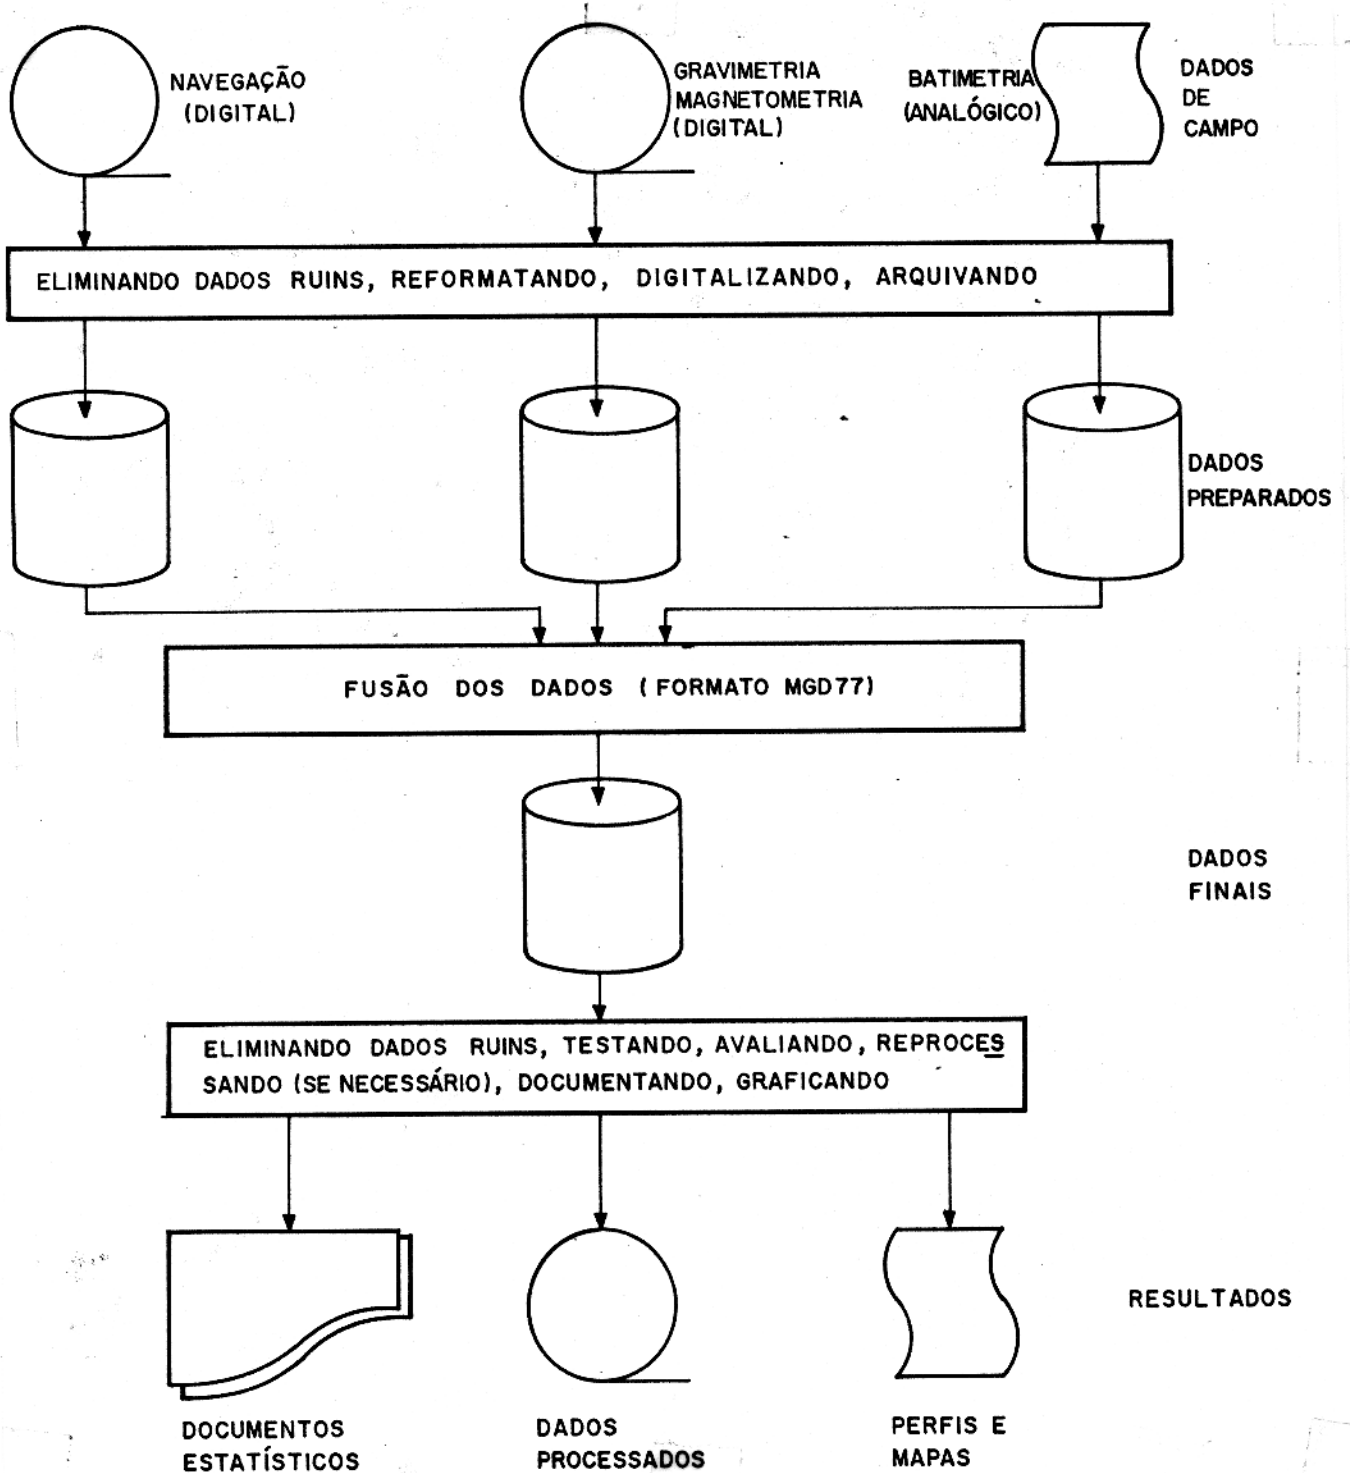 NAVEGAÇÃO
(DIGITAL)
GRAVIMETRIA
MAGNETOMETRIA
(DIGITAL)
BATIMETRIA
(ANALÓGICO)
DADOS
DE
CAMPO
ELIMINANDO DADOS RUINS, REFORMATANDO, DIGITALIZANDO, ARQUIVANDO
DADOS
PREPARADOS
FUSÃO DOS DADOS (FORMATO MGD77)
DADOS
FINAIS
ELIMINANDO DADOS RUINS, TESTANDO, AVALIANDO, REPROCES
SANDO (SE NECESSÁRIO), DOCUMENTANDO, GRAFICANDO
RESULTADOS
DOCUMENTOS
ESTATÍSTICOS
DADOS
PROCESSADOS
PERFIS E
MAPAS